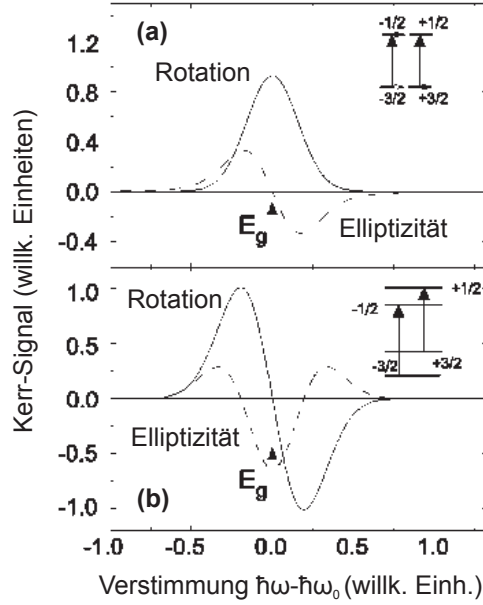 (a)
-1/2 +1/2
Rotation
-3/2 +3/2
1.2
0.8
0.4
0.0
-0.4
E_g
Elliptizität
Kerr-Signal (willk. Einheiten)
(b)
Rotation
+1/2
-1/2
-3/2 +3/2
Elliptizität
1.0
0.5
0.0
-0.5
-1.0
E_g
-1.0 -0.5 0.0 0.5 1.0
Verstimmung ħω-ħω₀ (willk. Einh.)